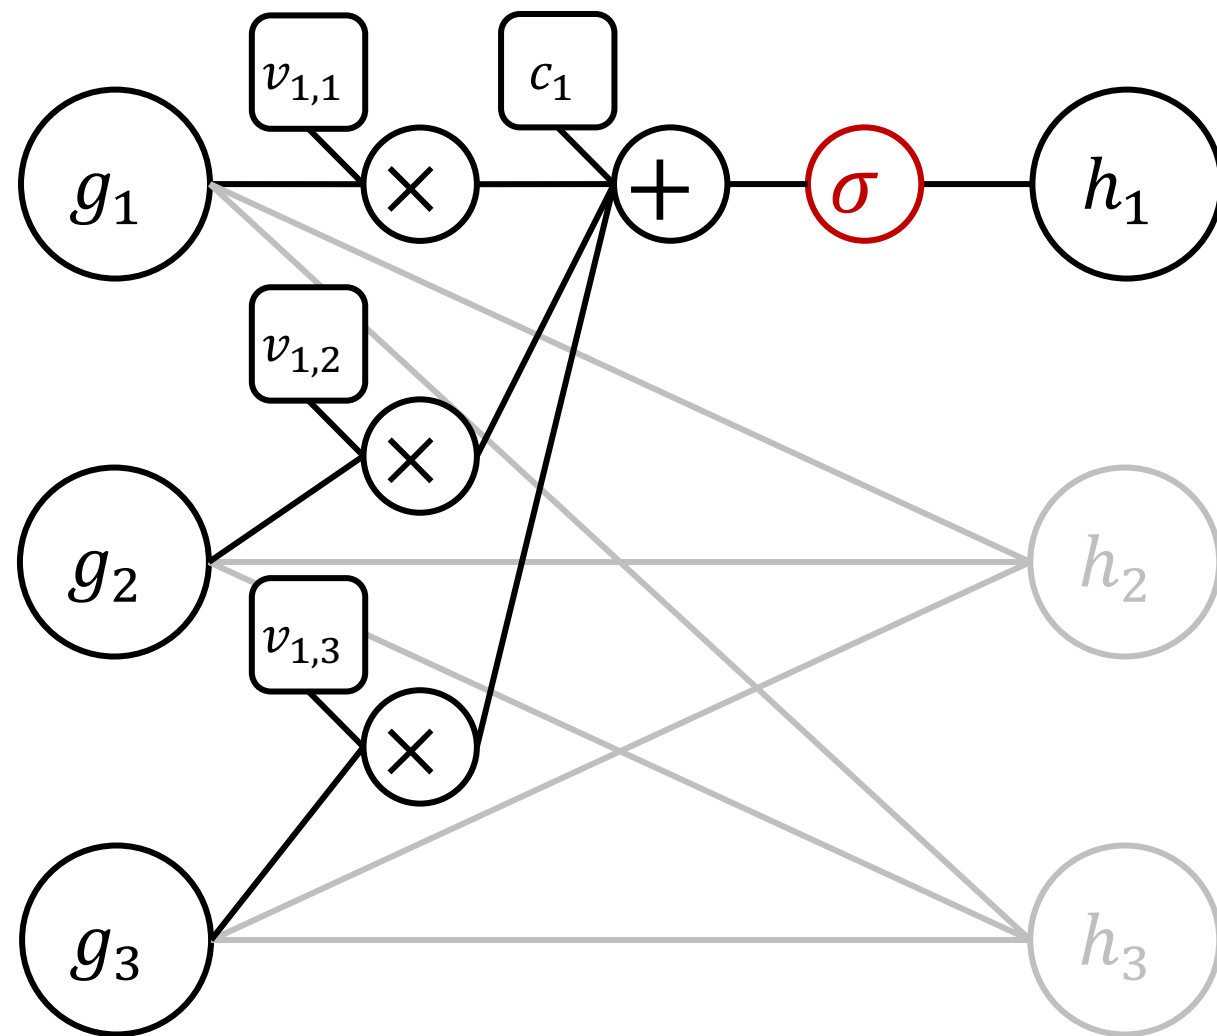 v₁,₁
c₁
g₁
×
+
σ
h₁
v₁,₂
×
g₂
h₂
v₁,₃
×
g₃
h₃